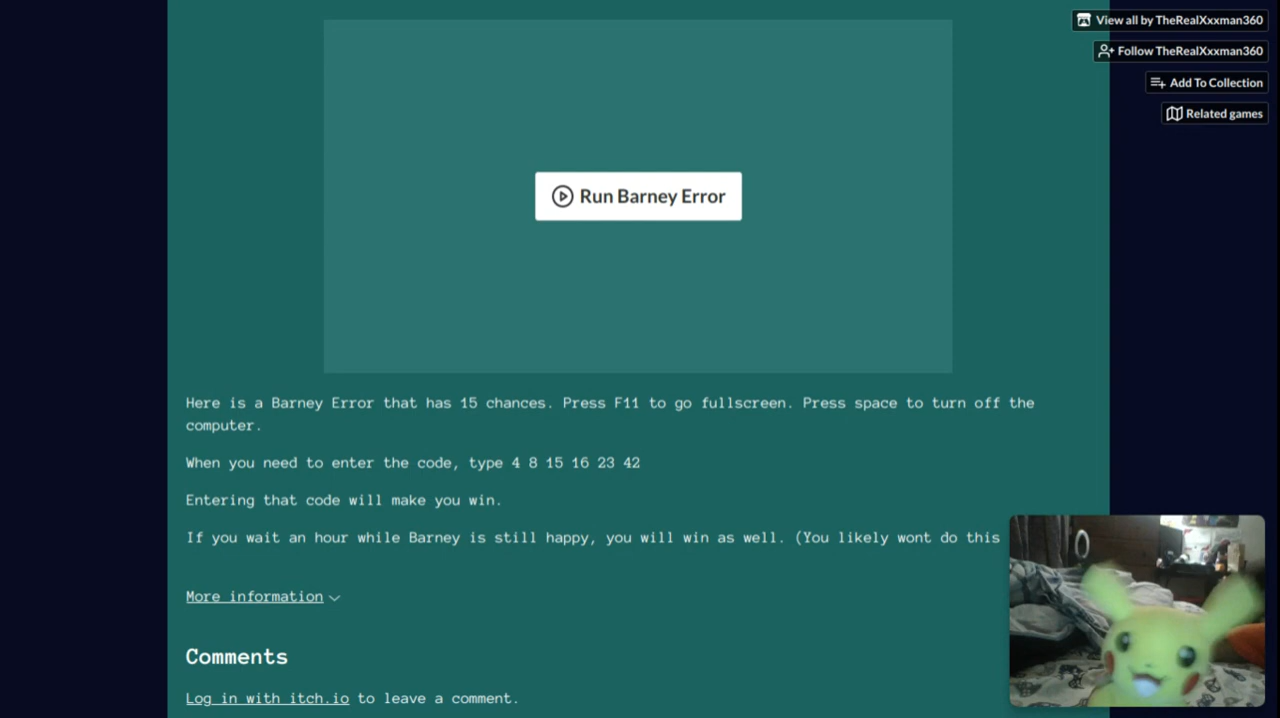 View all by TheRealXxxman360
Follow TheRealXxxman360
Add To Collection
Related games
Run Barney Error
Here is a Barney Error that has 15 chances. Press F11 to go fullscreen. Press space to turn off the
computer.
When you need to enter the code, type 4 8 15 16 23 42
Entering that code will make you win.
If you wait an hour while Barney is still happy, you will win as well. (You likely wont do this
More information
Comments
Log in with itch.io to leave a comment.